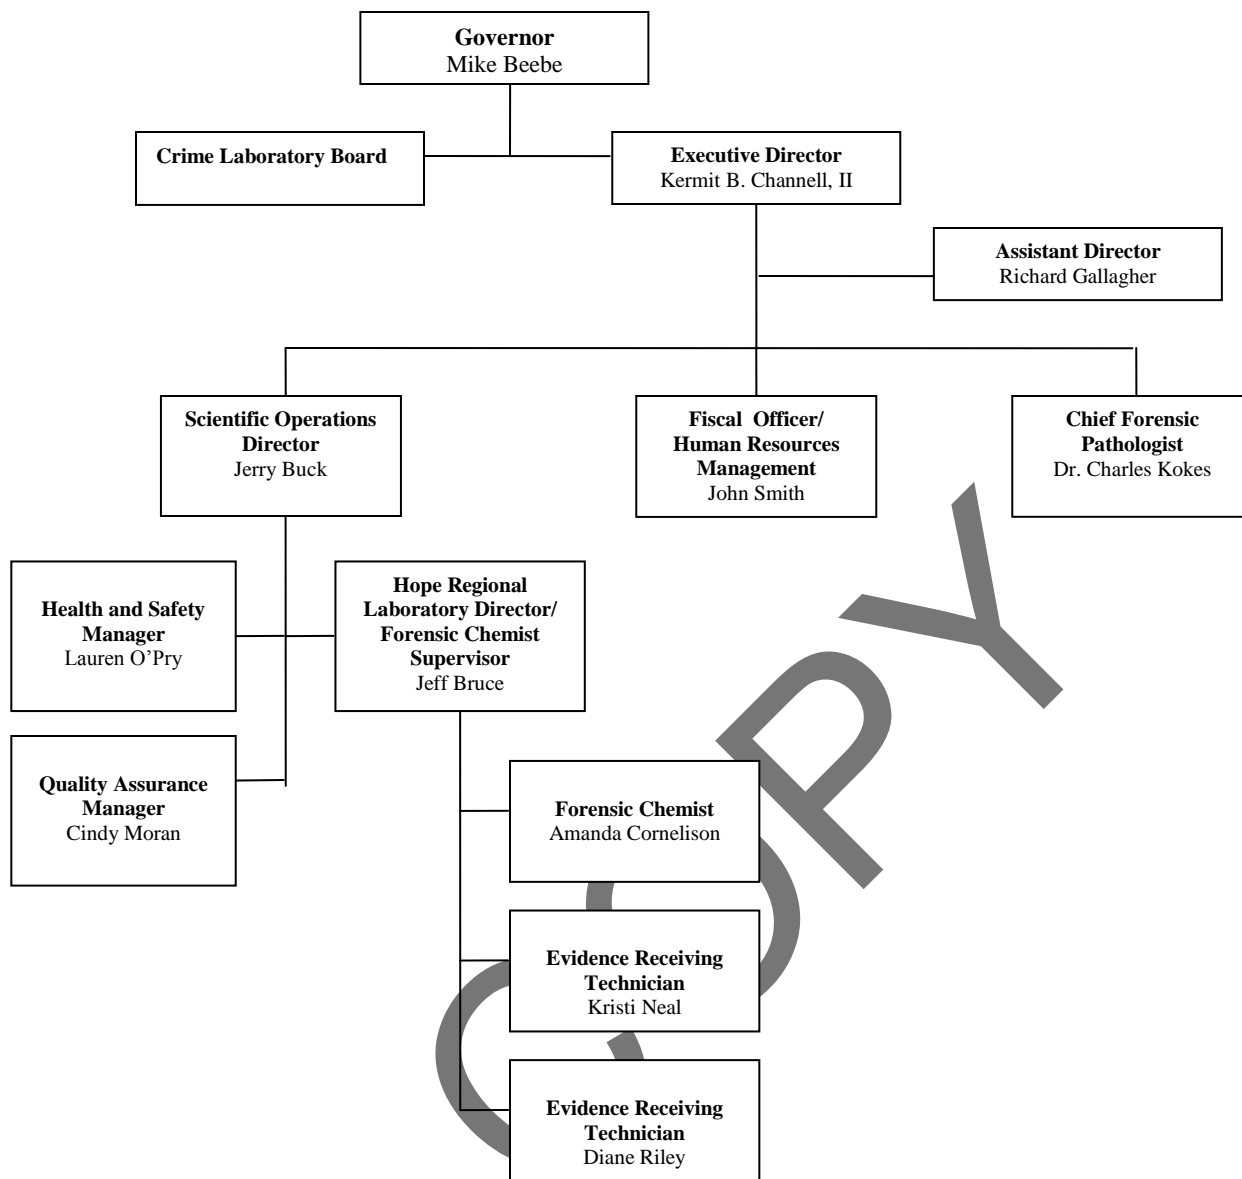 Governor
Mike Beebe
Crime Laboratory Board
Executive Director
Kermit B. Channell, II
Assistant Director
Richard Gallagher
Scientific Operations
Director
Jerry Buck
Fiscal Officer/
Human Resources
Management
John Smith
Chief Forensic
Pathologist
Dr. Charles Kokes
Health and Safety
Manager
Lauren O'Pry
Hope Regional
Laboratory Director/
Forensic Chemist
Supervisor
Jeff Bruce
Quality Assurance
Manager
Cindy Moran
Forensic Chemist
Amanda Cornelison
Evidence Receiving
Technician
Kristi Neal
Evidence Receiving
Technician
Diane Riley
COPY